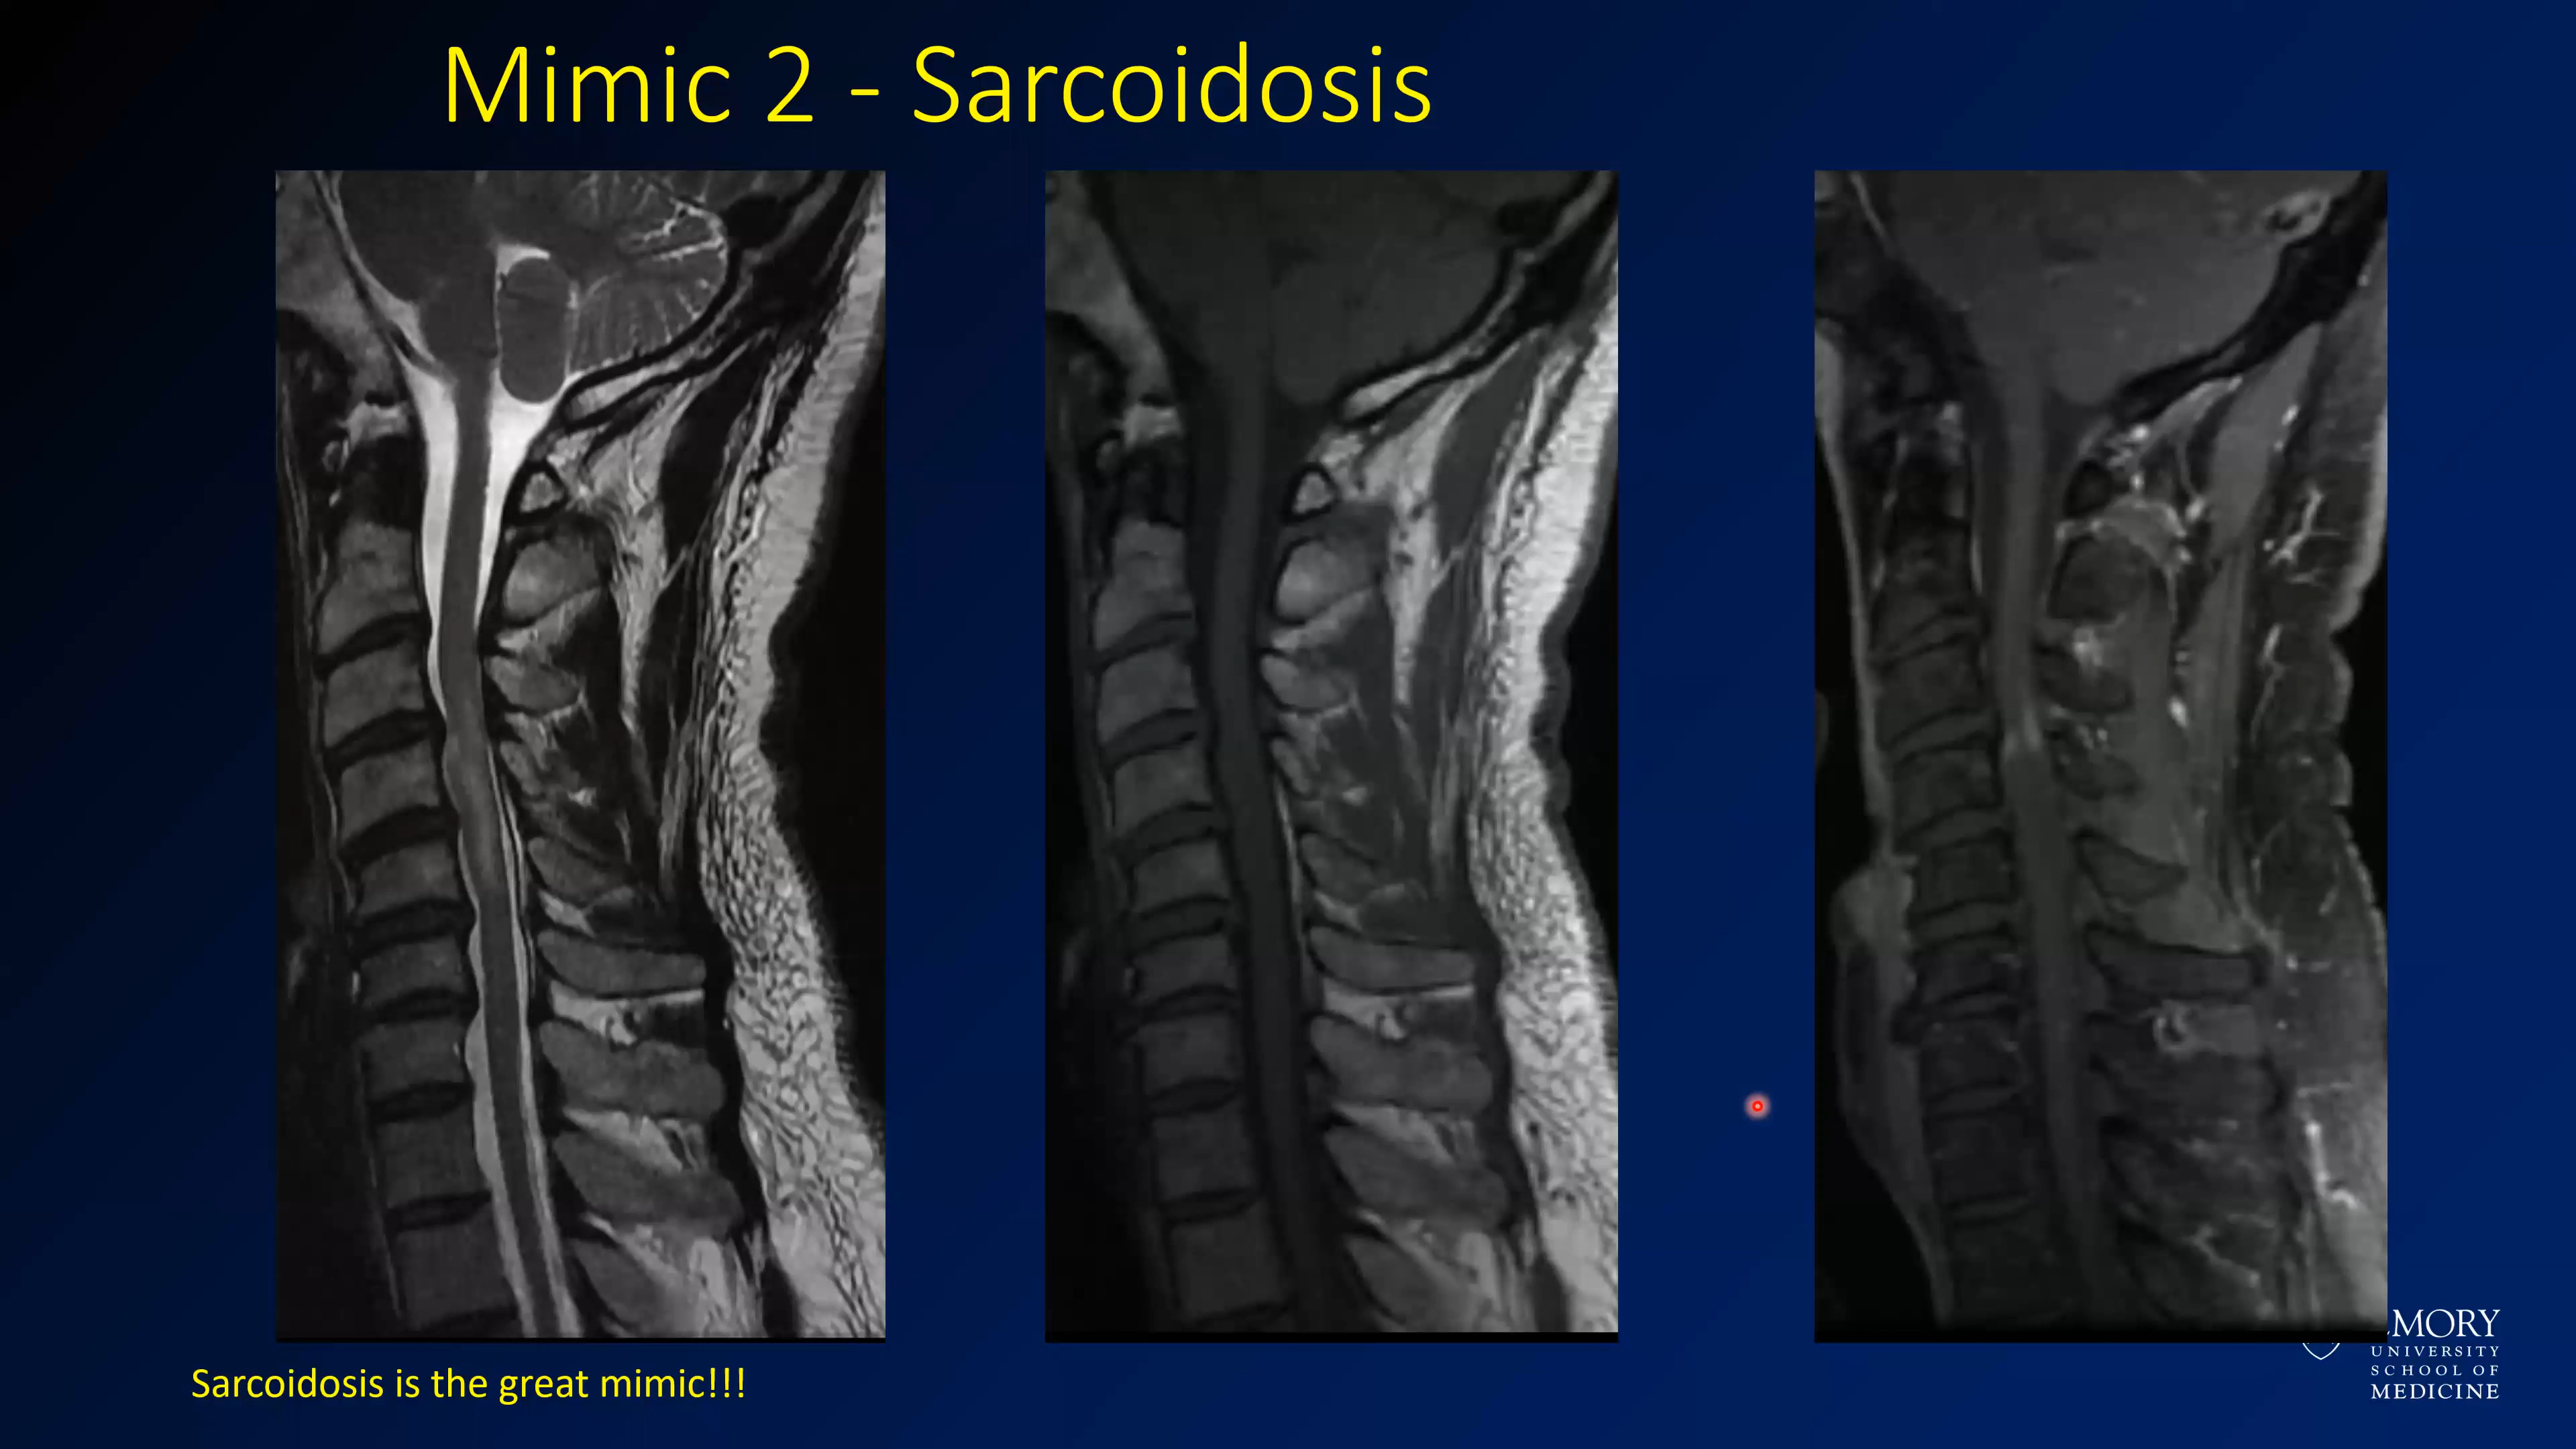 Mimic 2 - Sarcoidosis
Sarcoidosis is the great mimic!!!
MORY
UNIVERSITY
SCHOOL OF
MEDICINE